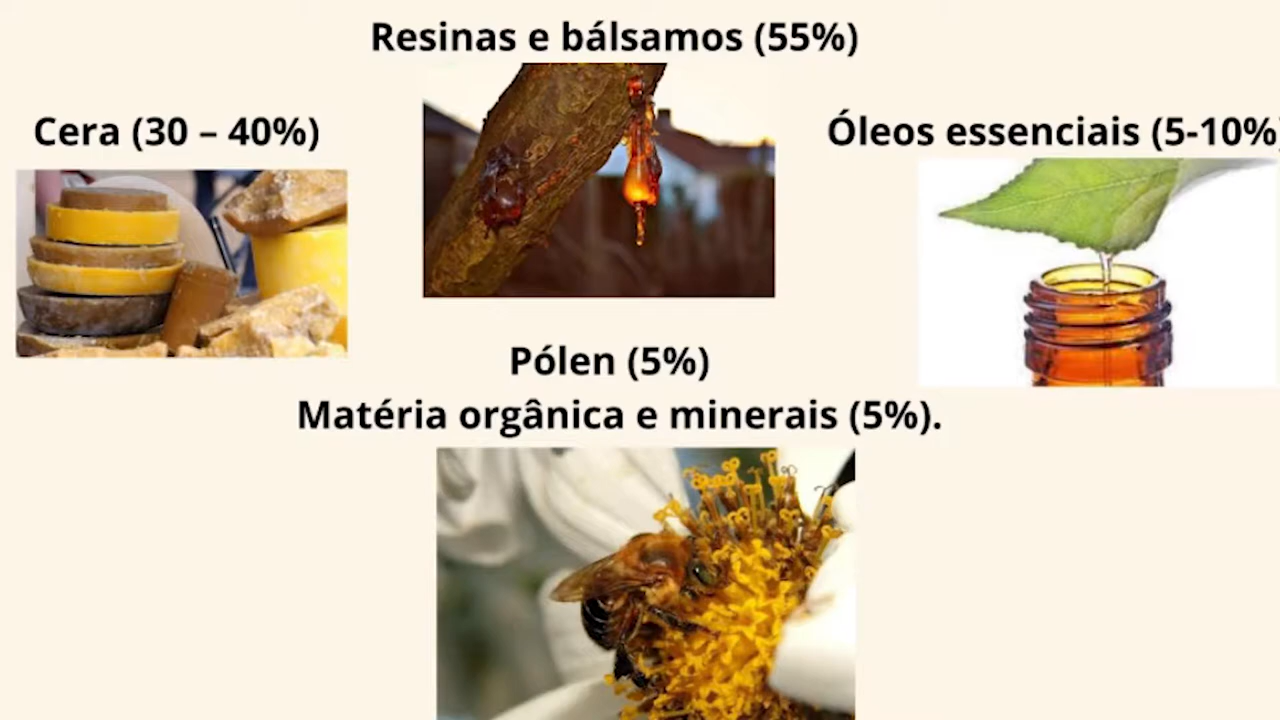 Resinas e bálsamos (55%)
Cera (30 – 40%)
Óleos essenciais (5-10%)
Pólen (5%)
Matéria orgânica e minerais (5%).